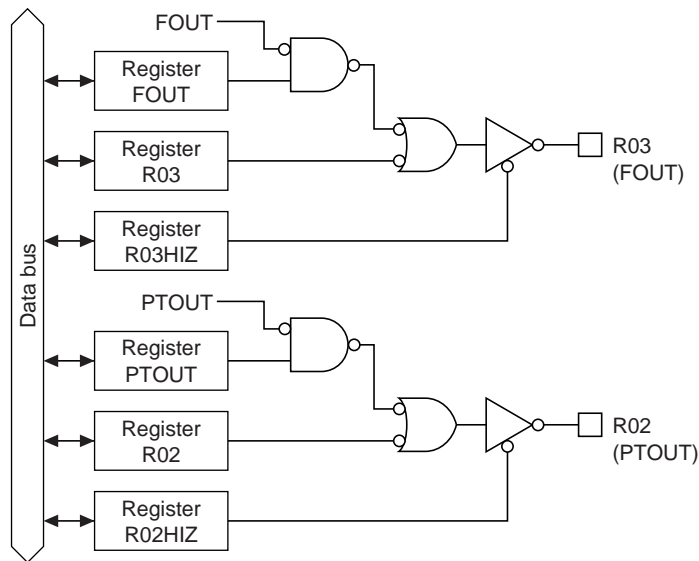 FOUT
Register
FOUT
Register
R03
R03
(FOUT)
Register
R03HIZ
Data bus
PTOUT
Register
PTOUT
Register
R02
R02
(PTOUT)
Register
R02HIZ